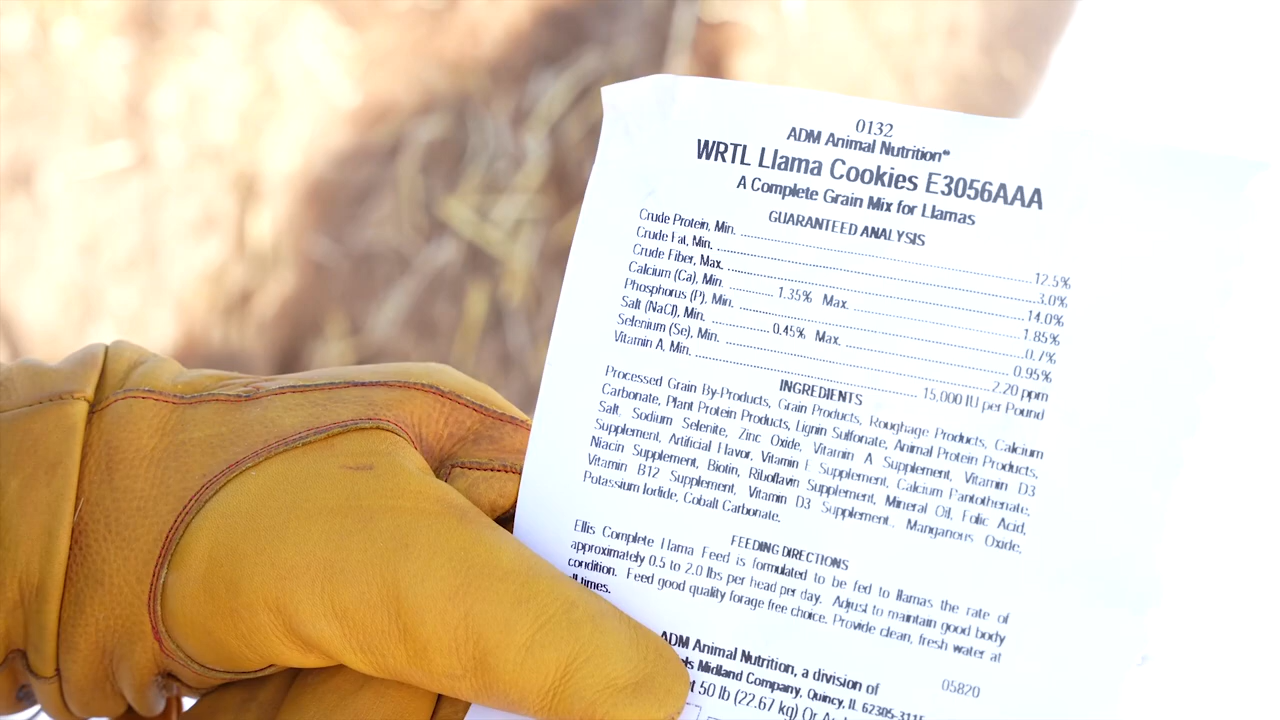 0132
ADM Animal Nutrition℠
WRTL Llama Cookies E3056AAA
A Complete Grain Mix for Llamas
GUARANTEED ANALYSIS
Crude Protein, Min. ........ 12.5%
Crude Fat, Min. ........ 3.0%
Crude Fiber, Max. ........ 14.0%
Calcium (Ca), Min. ........ 1.35% Max. ........ 1.85%
Phosphorus (P), Min. ........ 0.45% Max. ........ 0.7%
Salt (NaCl), Min. ........ 0.95%
Selenium (Se), Min. ........ 2.20 ppm
Vitamin A, Min. ........ 15,000 IU per Pound
INGREDIENTS
Processed Grain By-Products, Grain Products, Roughage Products, Calcium
Carbonate, Plant Protein Products, Lignin Sulfonate, Animal Protein Products,
Salt, Sodium Selenite, Zinc Oxide, Vitamin A Supplement, Vitamin D3
Supplement, Artificial Flavor, Vitamin E Supplement, Calcium Pantothenate,
Niacin Supplement, Biotin, Riboflavin Supplement, Mineral Oil, Folic Acid,
Vitamin B12 Supplement, Vitamin D3 Supplement, Manganous Oxide,
Potassium Iodide, Cobalt Carbonate.
FEEDING DIRECTIONS
Ellis Complete Llama Feed is formulated to be fed to llamas the rate of
approximately 0.5 to 2.0 lbs per head per day. Adjust to maintain good body
condition. Feed good quality forage free choice. Provide clean, fresh water at
all times.
ADM Animal Nutrition, a division of
Midland Company, Quincy, IL 62305-3115
05820
50 lb (22.67 kg) Or